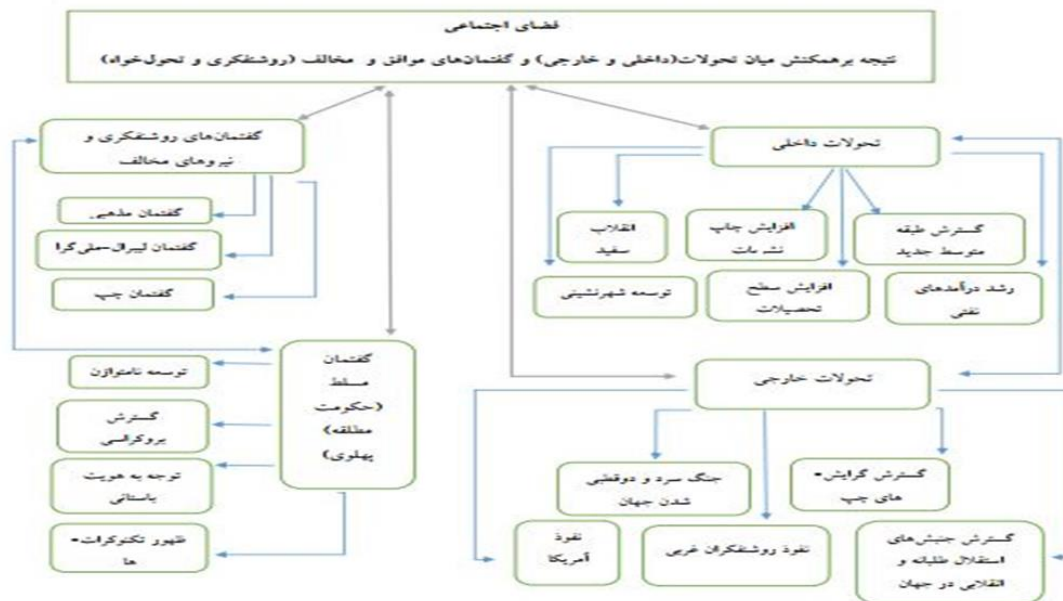 فضای اجتماعی
نتیجه برهمکنش میان تحولات(داخلی و خارجی) و گفتمان‌های موافق و مخالف (روشنفکری و تحول‌خواه)
گفتمان‌های روشنفکری و
نیروهای مخالف
گفتمان مذهبی
گفتمان لیبرال-ملی‌گرا
گفتمان چپ
گفتمان
مسلط
(حکومت
مطلقه)
پهلوی)
توسعه نامتوازن
گسترش
بروکراسی
توجه به هویت
باستانی
ظهور تکنوکرات-
ها
تحولات داخلی
گسترش طبقه
متوسط جدید
افزایش چاپ
نشریات
انقلاب
سفید
رشد درآمدهای
نفتی
افزایش سطح
تحصیلات
توسعه شهرنشینی
تحولات خارجی
گسترش گرایش-
های چپ
جنگ سرد و دوقطبی
شدن جهان
گسترش جنبش‌های
استقلال طلبانه و
انقلابی در جهان
نفوذ روشنفکران غربی
نفوذ
آمریکا